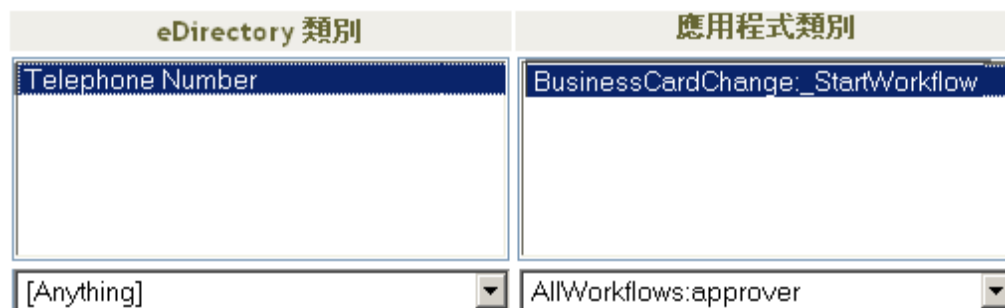 eDirectory 類別
應用程式類別
Telephone Number
BusinessCardChange:_StartWorkflow
[Anything]
AllWorkflows:approver